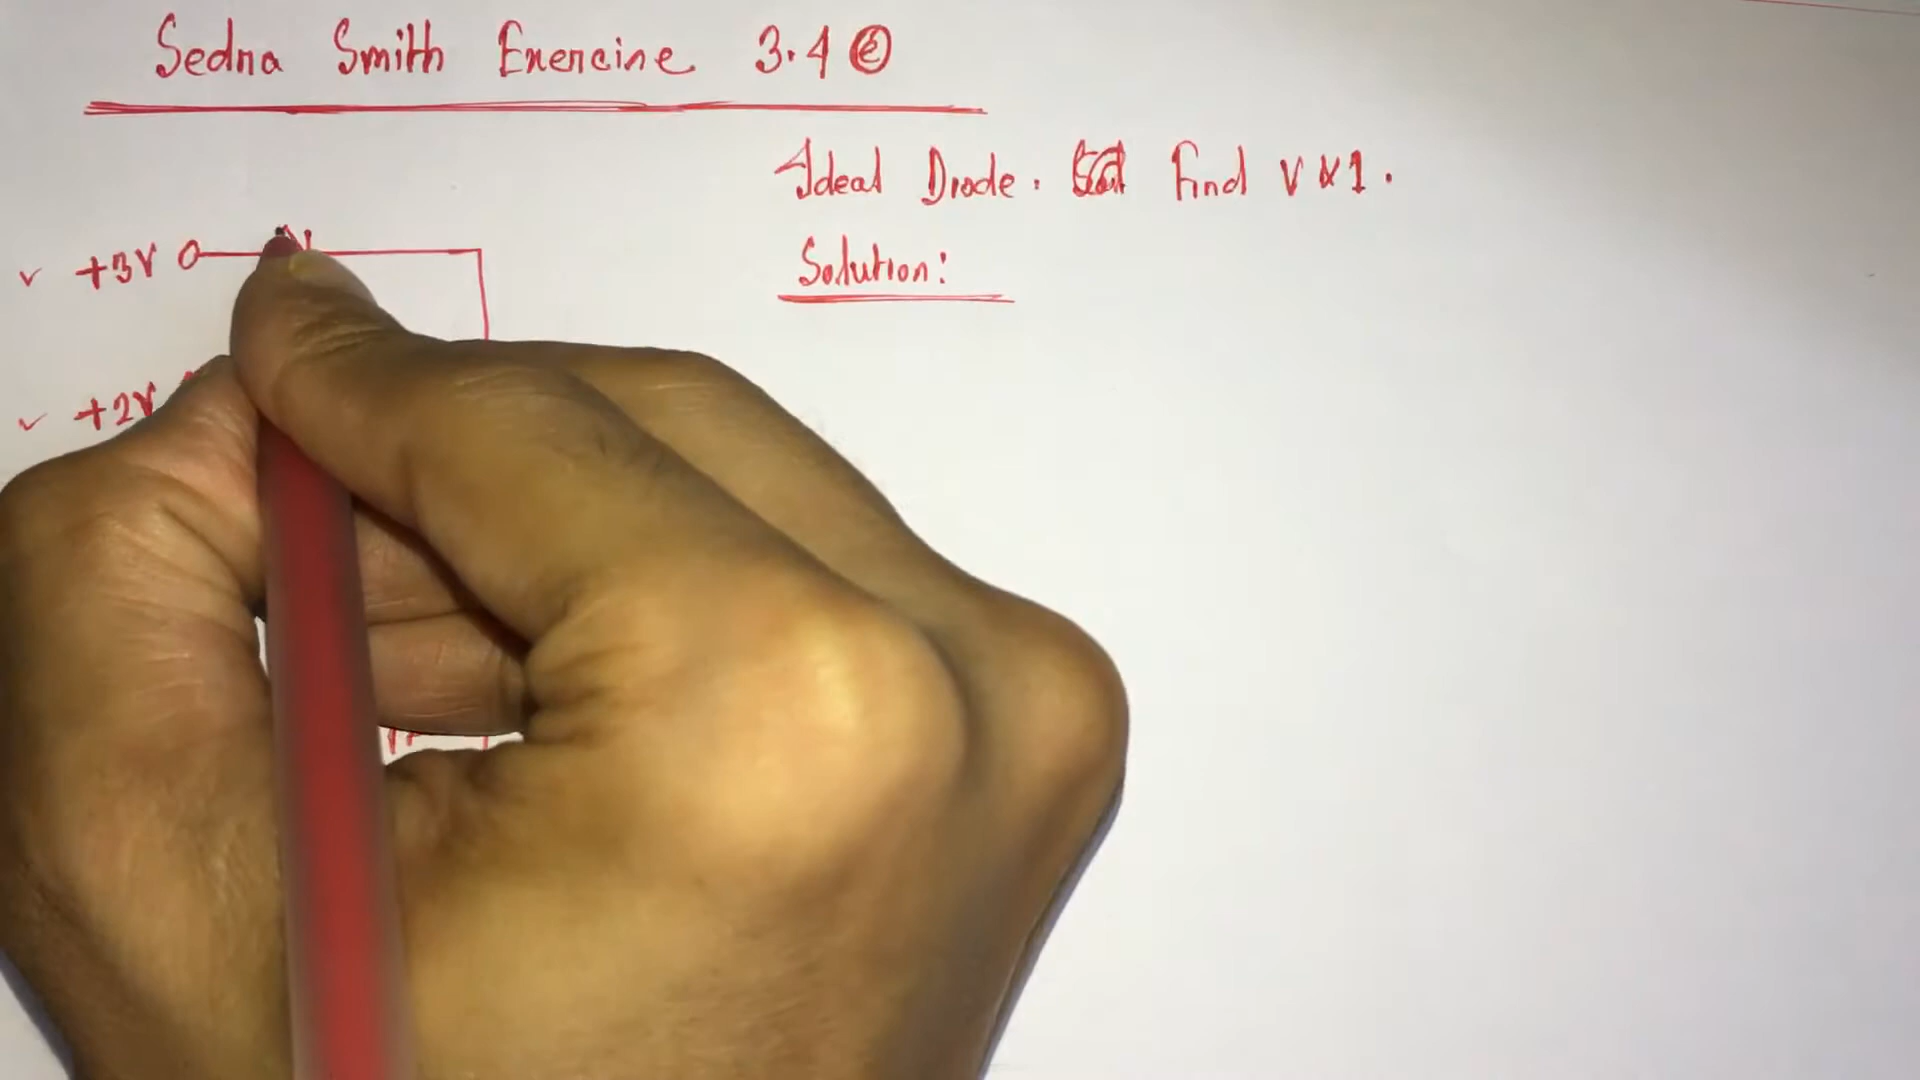 Sedra Smith Exercise 3.4 (e)
Ideal Diode. Find V & I.
Solution:
+3V
+2V